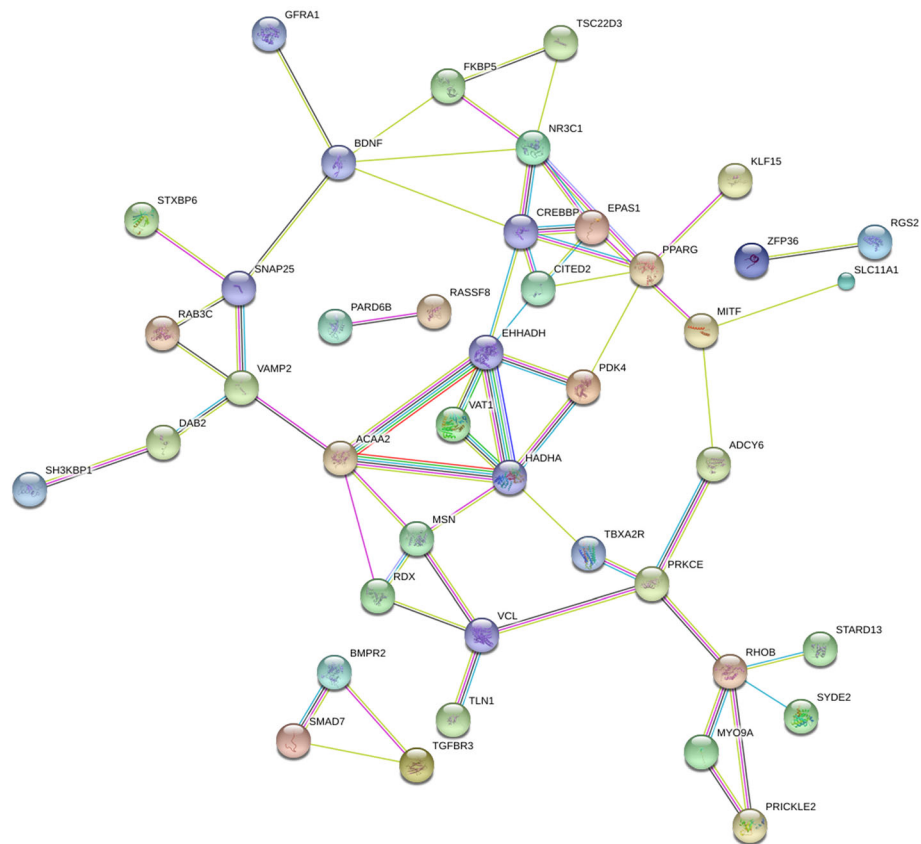 GFRA1
TSC22D3
FKBP5
NR3C1
BDNF
KLF15
STXBP6
CREBBP
EPAS1
RGS2
ZFP36
PPARG
SLC11A1
SNAP25
CITED2
RASSF8
PARD6B
MITF
RAB3C
EHHADH
PDK4
VAMP2
VAT1
DAB2
ACAA2
ADCY6
SH3KBP1
HADHA
MSN
TBXA2R
RDX
PRKCE
VCL
STARD13
BMPR2
RHOB
TLN1
SYDE2
SMAD7
TGFBR3
MYO9A
PRICKLE2